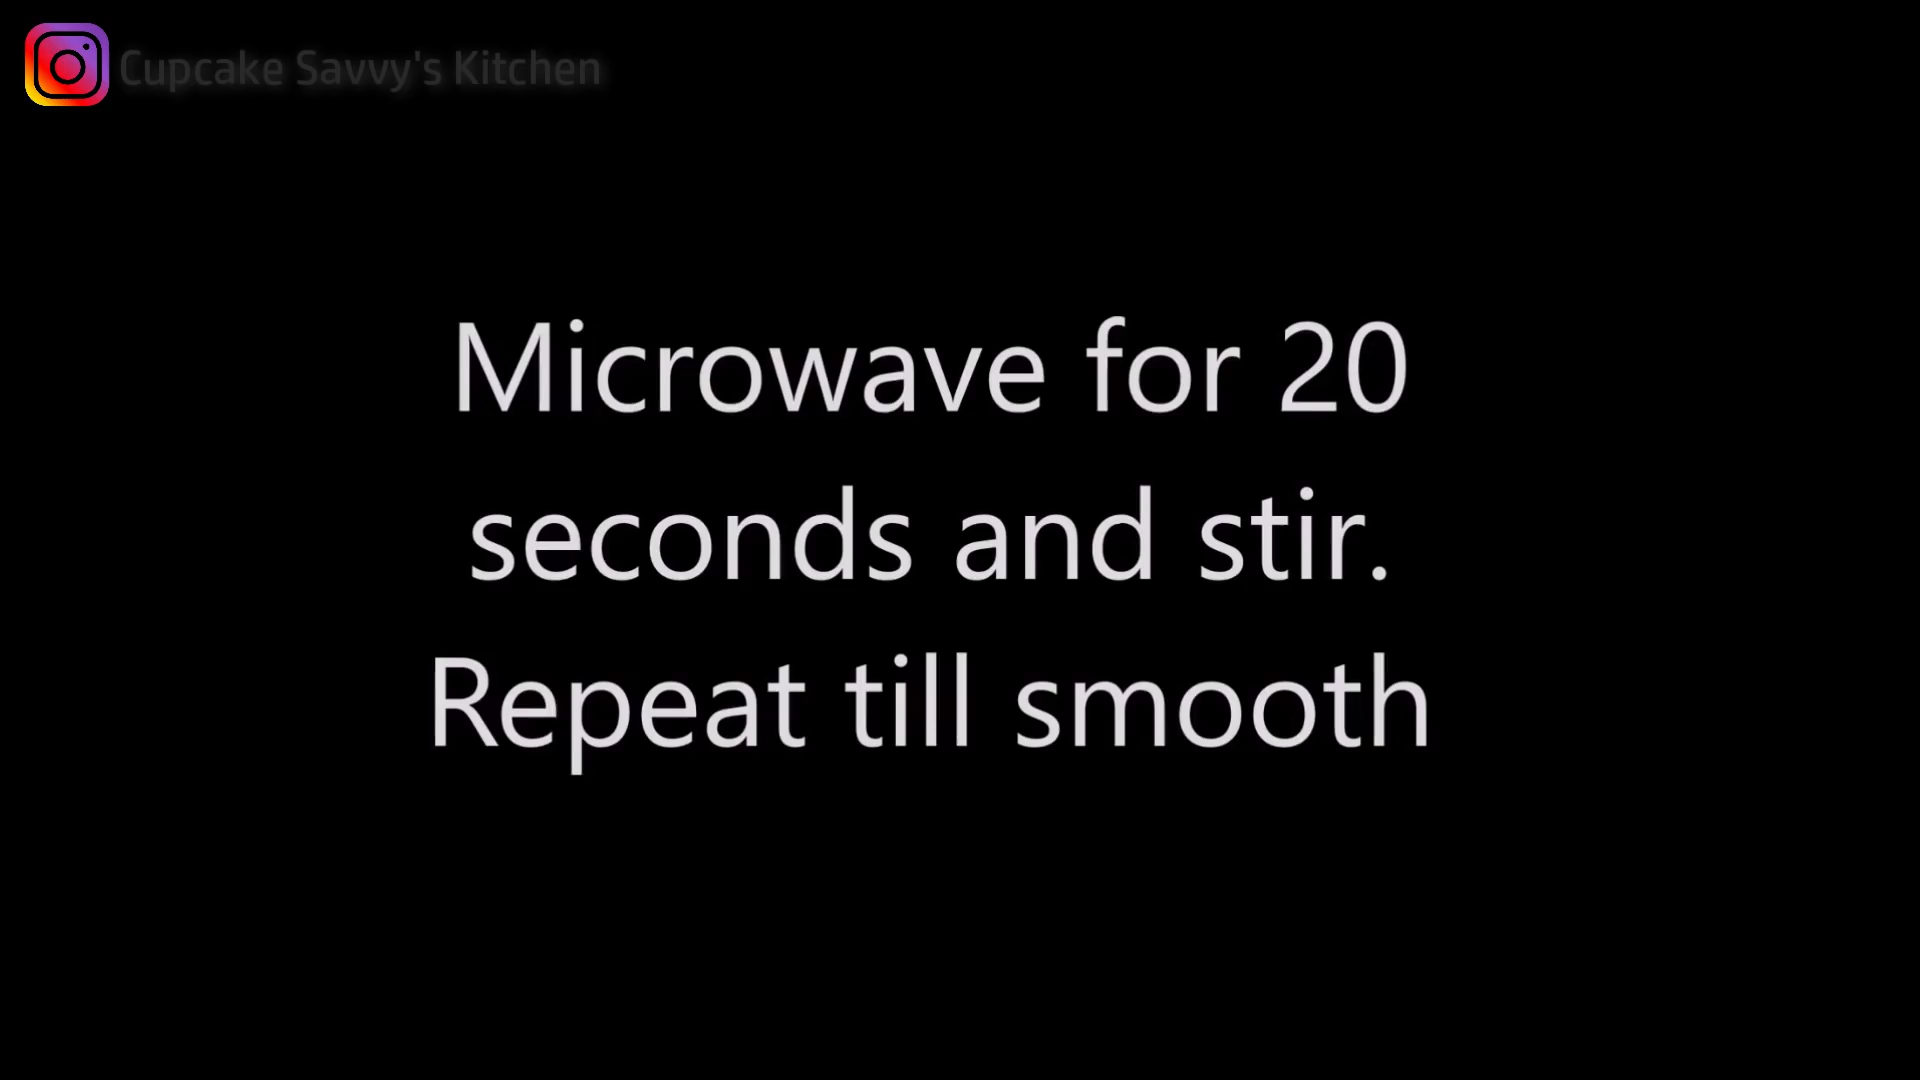 Cupcake Savvy's Kitchen
Microwave for 20
seconds and stir.
Repeat till smooth